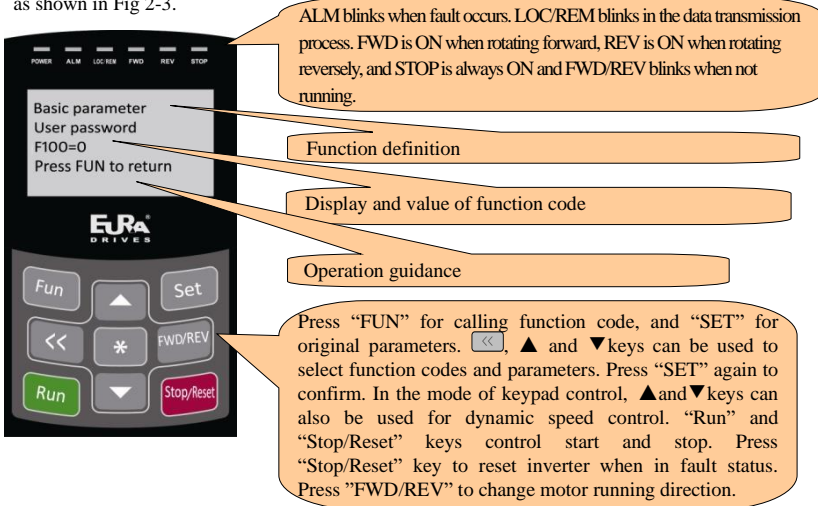 as shown in Fig 2-3.
ALM blinks when fault occurs. LOC/REM blinks in the data transmission
process. FWD is ON when rotating forward, REV is ON when rotating
reversely, and STOP is always ON and FWD/REV blinks when not
running.
POWER ALM LOC/REM FWD REV STOP
Basic parameter
User password
F100=0
Press FUN to return
Function definition
Display and value of function code
Operation guidance
EURA
DRIVES
Fun ▲ Set
<< * FWD/REV
Run ▼ Stop/Reset
Press “FUN” for calling function code, and “SET” for
original parameters. <<, ▲ and ▼keys can be used to
select function codes and parameters. Press “SET” again to
confirm. In the mode of keypad control, ▲and▼keys can
also be used for dynamic speed control. “Run” and
“Stop/Reset” keys control start and stop. Press
“Stop/Reset” key to reset inverter when in fault status.
Press ”FWD/REV” to change motor running direction.